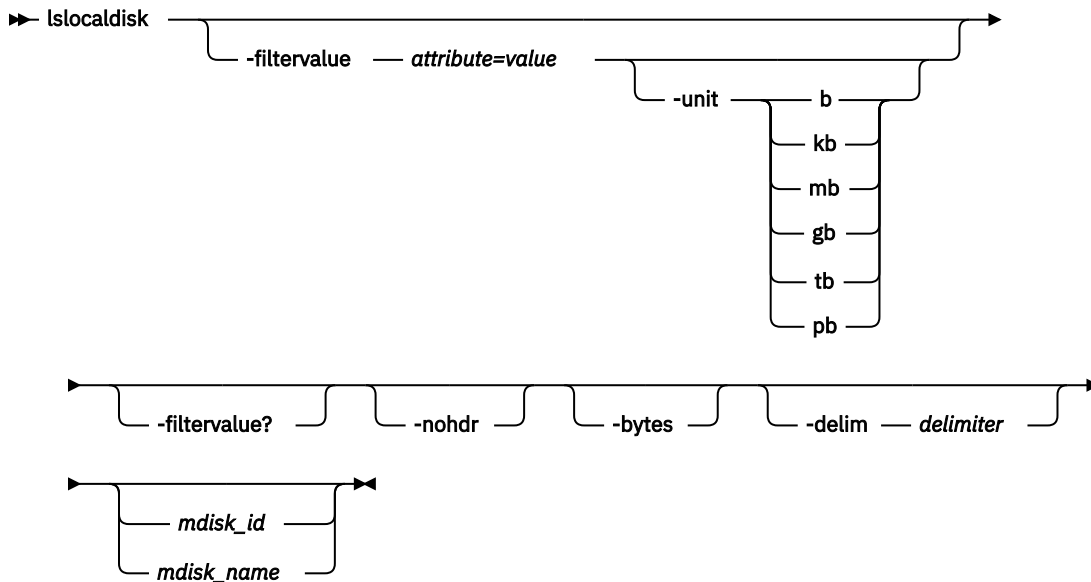 lslocaldisk
-filtervalue attribute=value
-unit b
kb
mb
gb
tb
pb
-filtervalue? -nohdr -bytes -delim delimiter
mdisk_id
mdisk_name